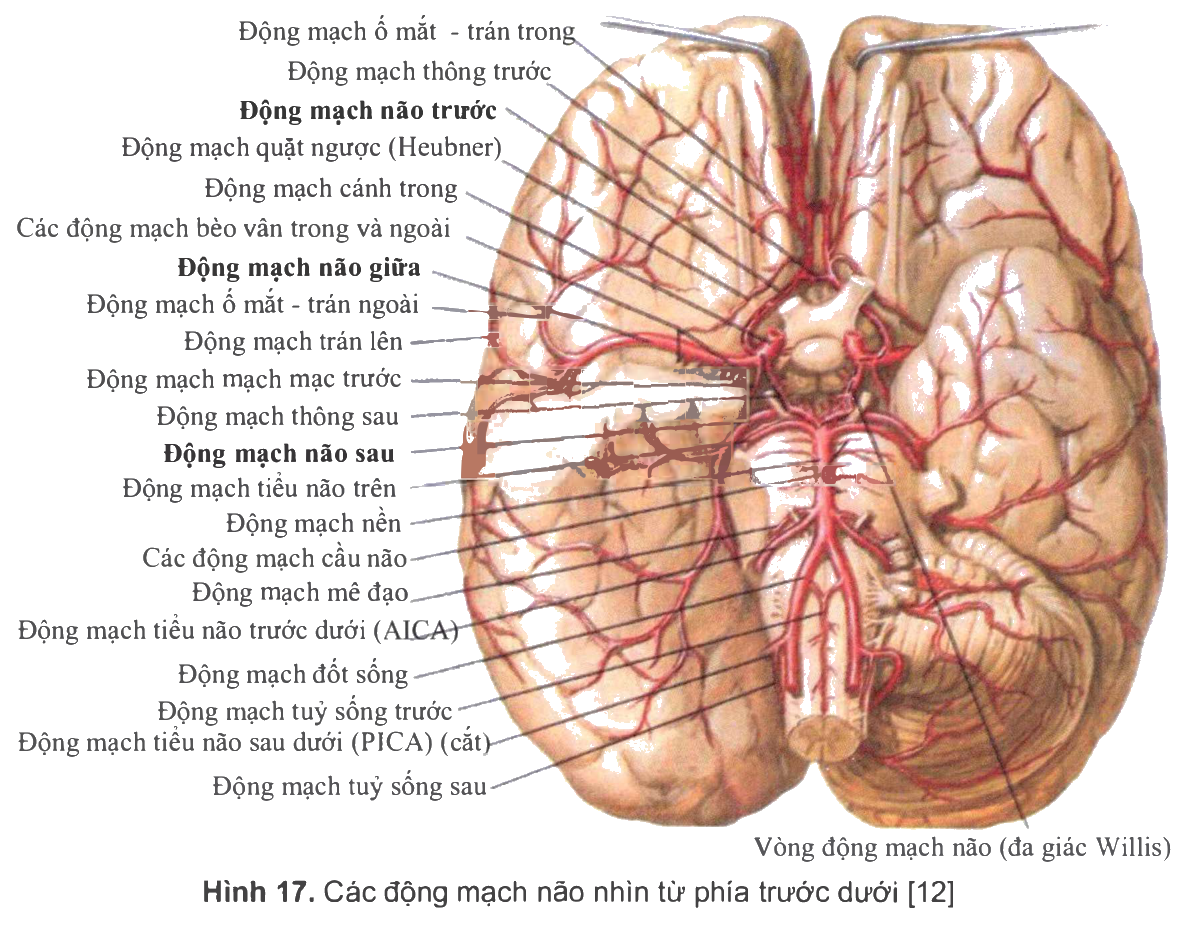 Động mạch ố mắt - trán trong
Động mạch thông trước
Động mạch não trước
Động mạch quặt ngược (Heubner)
Động mạch cánh trong
Các động mạch bèo vân trong và ngoài
Động mạch não giữa
Động mạch ố mắt - trán ngoài
Động mạch trán lên
Động mạch mạch mạc trước
Động mạch thông sau
Động mạch não sau
Động mạch tiểu não trên
Động mạch nền
Các động mạch cầu não
Động mạch mê đạo
Động mạch tiểu não trước dưới (AICA)
Động mạch đốt sống
Động mạch tuỷ sống trước
Động mạch tiểu não sau dưới (PICA) (cắt)
Động mạch tuỷ sống sau
Vòng động mạch não (đa giác Willis)
Hình 17. Các động mạch não nhìn từ phía trước dưới [12]